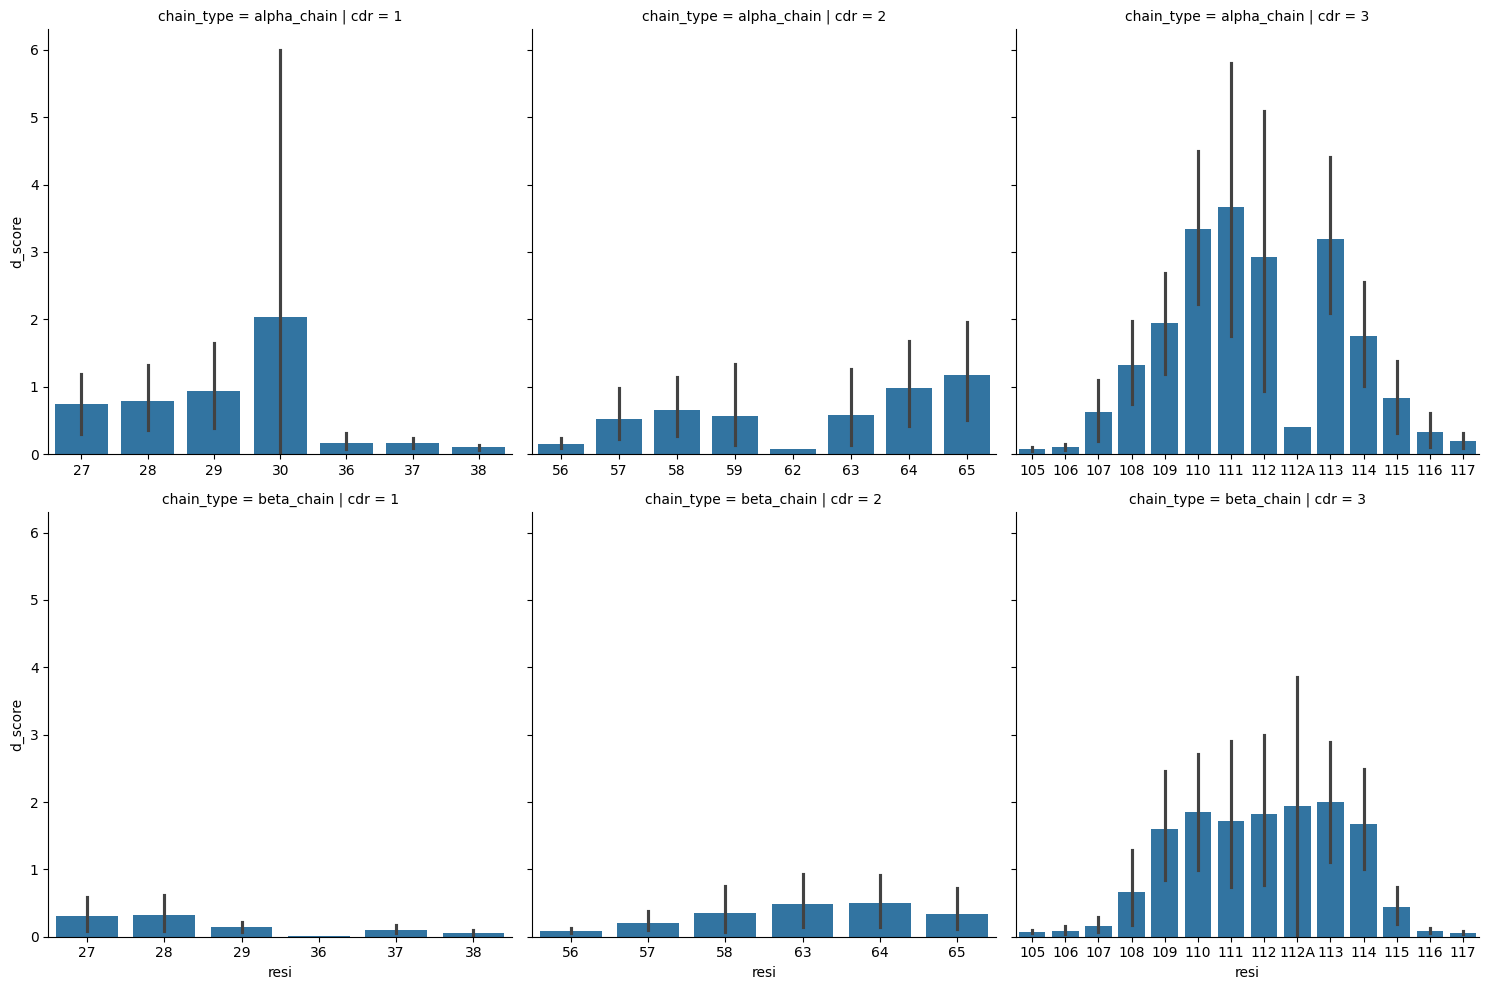 chain_type = alpha_chain | cdr = 1
chain_type = alpha_chain | cdr = 2
chain_type = alpha_chain | cdr = 3
6
5
4
3
2
1
0
d_score
27 28 29 30 36 37 38
56 57 58 59 62 63 64 65
105 106 107 108 109 110 111 112 112A 113 114 115 116 117
chain_type = beta_chain | cdr = 1
chain_type = beta_chain | cdr = 2
chain_type = beta_chain | cdr = 3
6
5
4
3
2
1
0
d_score
27 28 29 36 37 38
56 57 58 63 64 65
105 106 107 108 109 110 111 112 112A 113 114 115 116 117
resi
resi
resi